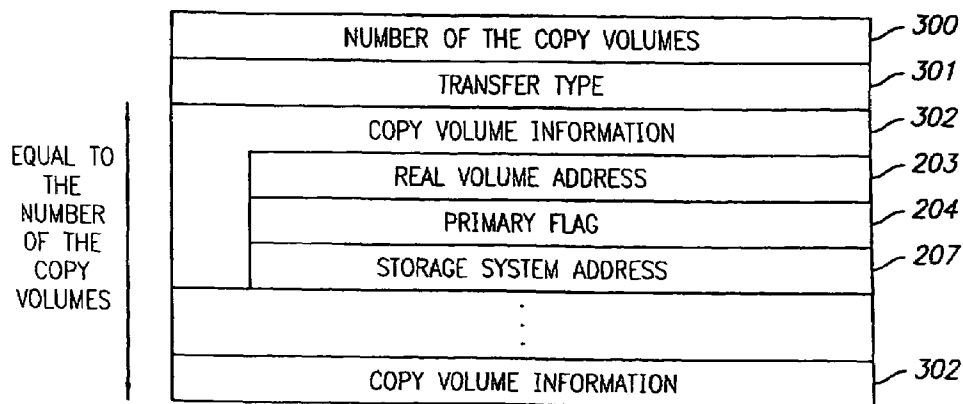 NUMBER OF THE COPY VOLUMES 300
TRANSFER TYPE 301
COPY VOLUME INFORMATION 302
REAL VOLUME ADDRESS 203
PRIMARY FLAG 204
STORAGE SYSTEM ADDRESS 207
COPY VOLUME INFORMATION 302
EQUAL TO
THE
NUMBER
OF THE
COPY
VOLUMES